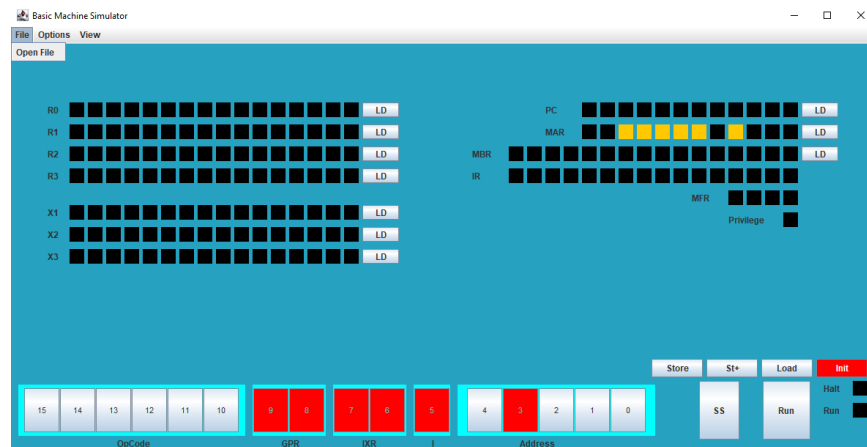 Basic Machine Simulator
File Options View
Open File
R0 LD PC LD
R1 LD MAR LD
R2 LD MBR LD
R3 LD IR
MFR
X1 LD Privilege
X2 LD
X3 LD
Store St+ Load Init
Halt
15 14 13 12 11 10 9 8 7 6 5 4 3 2 1 0 SS Run Run
OpCode GPR IXR I Address